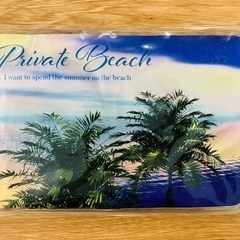 Private Beach
I want to spend the summer on the beach